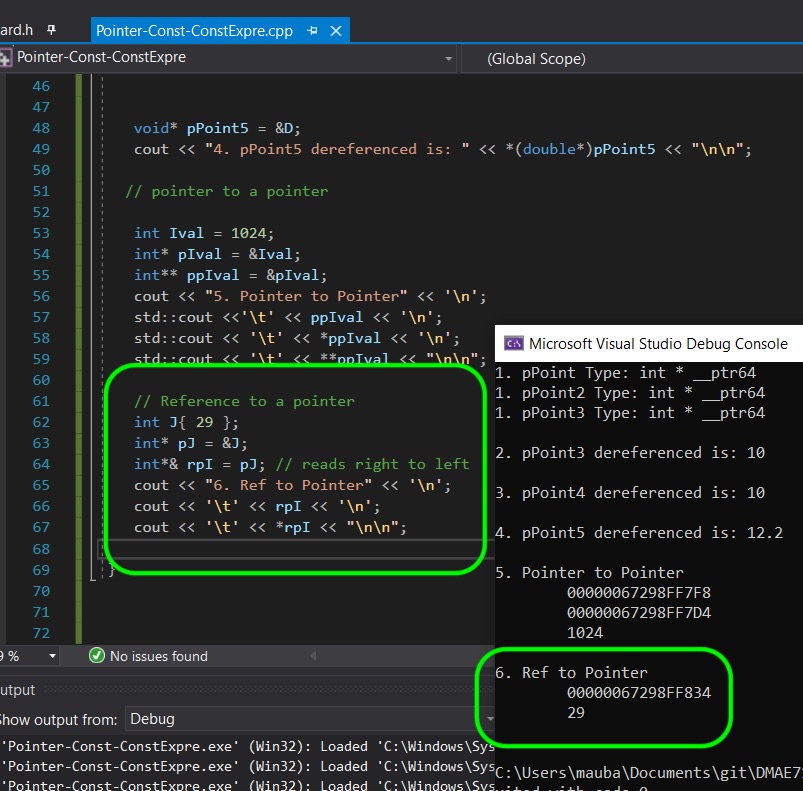 ard.h
Pointer-Const-ConstExpre.cpp
Pointer-Const-ConstExpre
(Global Scope)
46
47
48 void* pPoint5 = &D;
49 cout << "4. pPoint5 dereferenced is: " << *(double*)pPoint5 << "\n\n";
50
51 // pointer to a pointer
52
53 int Ival = 1024;
54 int* pIval = &Ival;
55 int** ppIval = &pIval;
56 cout << "5. Pointer to Pointer" << '\n';
57 std::cout <<'\t' << ppIval << '\n';
58 std::cout << '\t' << *ppIval << '\n';
59 std::cout << '\t' << **ppIval << "\n\n";
60
61 // Reference to a pointer
62 int J{ 29 };
63 int* pJ = &J;
64 int*& rpI = pJ; // reads right to left
65 cout << "6. Ref to Pointer" << '\n';
66 cout << '\t' << rpI << '\n';
67 cout << '\t' << *rpI << "\n\n";
68
69 }
70
71
72
9 %
No issues found
utput
how output from: Debug
'Pointer-Const-ConstExpre.exe' (Win32): Loaded 'C:\Windows\Sys
'Pointer-Const-ConstExpre.exe' (Win32): Loaded 'C:\Windows\Sys
'Pointer-Const-ConstExpre.exe' (Win32): Loaded 'C:\Windows\Sys
C:\ Microsoft Visual Studio Debug Console
1. pPoint Type: int * __ptr64
1. pPoint2 Type: int * __ptr64
1. pPoint3 Type: int * __ptr64
2. pPoint3 dereferenced is: 10
3. pPoint4 dereferenced is: 10
4. pPoint5 dereferenced is: 12.2
5. Pointer to Pointer
00000067298FF7F8
00000067298FF7D4
1024
6. Ref to Pointer
00000067298FF834
29
C:\Users\mauba\Documents\git\DMAE7
xited with code 0